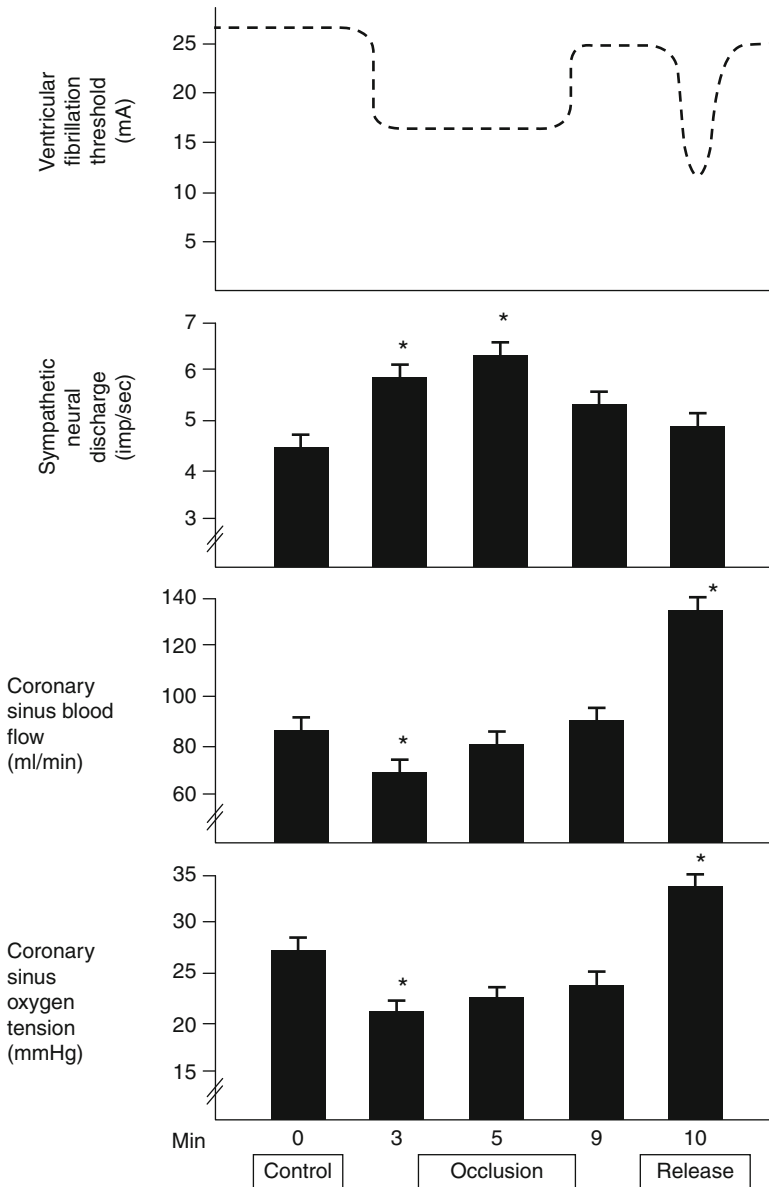 Ventricular
fibrillation
threshold
(mA)
25
20
15
10
5
Sympathetic
neural
discharge
(imp/sec)
7
6
5
4
3
*
*
Coronary
sinus blood
flow
(ml/min)
140
120
100
80
60
*
*
Coronary
sinus
oxygen
tension
(mmHg)
35
30
25
20
15
*
*
Min 0 3 5 9 10
Control Occlusion Release